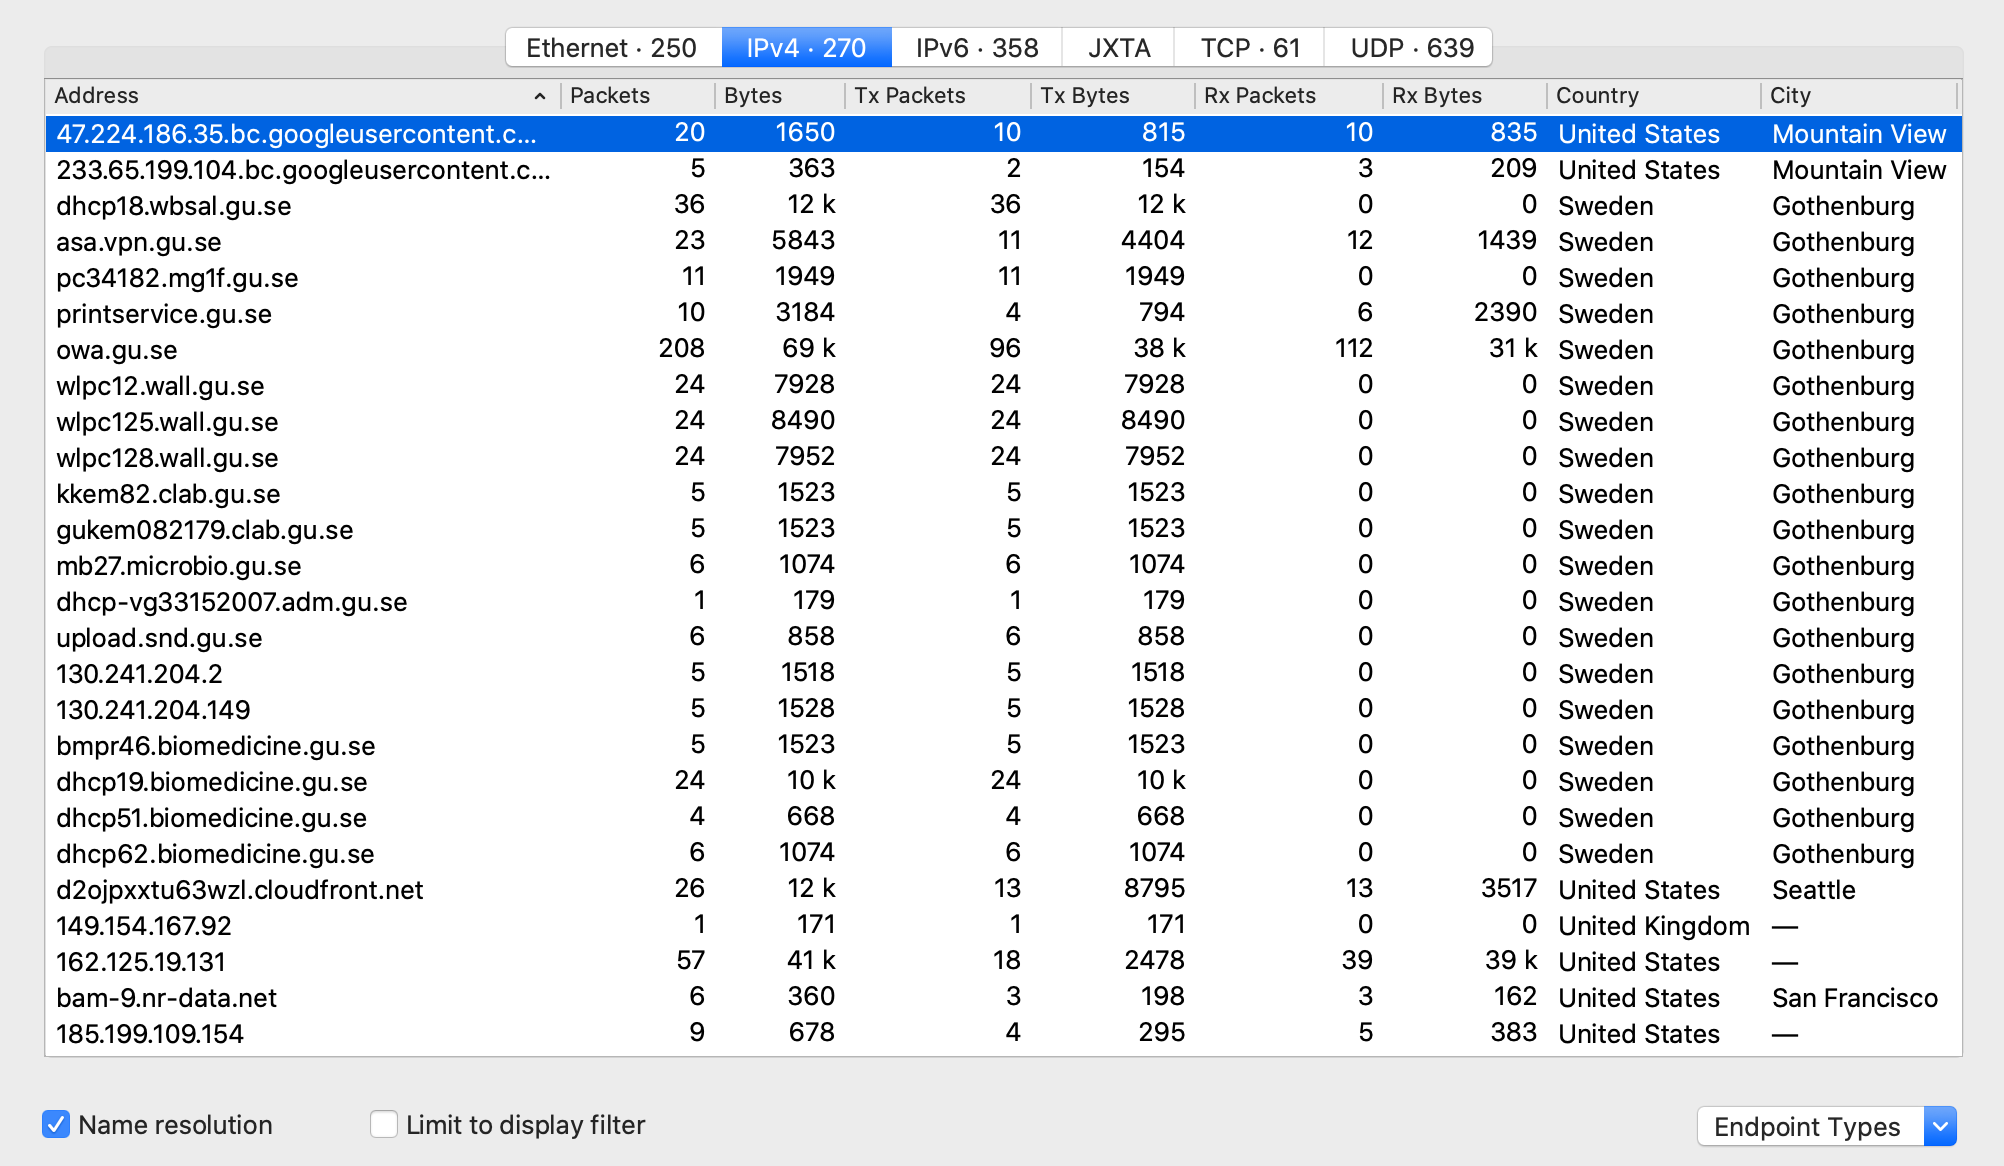 Ethernet · 250 IPv4 · 270 IPv6 · 358 JXTA TCP · 61 UDP · 639
Address Packets Bytes Tx Packets Tx Bytes Rx Packets Rx Bytes Country City
47.224.186.35.bc.googleusercontent.c... 20 1650 10 815 10 835 United States Mountain View
233.65.199.104.bc.googleusercontent.c... 5 363 2 154 3 209 United States Mountain View
dhcp18.wbsal.gu.se 36 12 k 36 12 k 0 0 Sweden Gothenburg
asa.vpn.gu.se 23 5843 11 4404 12 1439 Sweden Gothenburg
pc34182.mg1f.gu.se 11 1949 11 1949 0 0 Sweden Gothenburg
printservice.gu.se 10 3184 4 794 6 2390 Sweden Gothenburg
owa.gu.se 208 69 k 96 38 k 112 31 k Sweden Gothenburg
wlpc12.wall.gu.se 24 7928 24 7928 0 0 Sweden Gothenburg
wlpc125.wall.gu.se 24 8490 24 8490 0 0 Sweden Gothenburg
wlpc128.wall.gu.se 24 7952 24 7952 0 0 Sweden Gothenburg
kkem82.clab.gu.se 5 1523 5 1523 0 0 Sweden Gothenburg
gukem082179.clab.gu.se 5 1523 5 1523 0 0 Sweden Gothenburg
mb27.microbio.gu.se 6 1074 6 1074 0 0 Sweden Gothenburg
dhcp-vg33152007.adm.gu.se 1 179 1 179 0 0 Sweden Gothenburg
upload.snd.gu.se 6 858 6 858 0 0 Sweden Gothenburg
130.241.204.2 5 1518 5 1518 0 0 Sweden Gothenburg
130.241.204.149 5 1528 5 1528 0 0 Sweden Gothenburg
bmpr46.biomedicine.gu.se 5 1523 5 1523 0 0 Sweden Gothenburg
dhcp19.biomedicine.gu.se 24 10 k 24 10 k 0 0 Sweden Gothenburg
dhcp51.biomedicine.gu.se 4 668 4 668 0 0 Sweden Gothenburg
dhcp62.biomedicine.gu.se 6 1074 6 1074 0 0 Sweden Gothenburg
d2ojpxxtu63wzl.cloudfront.net 26 12 k 13 8795 13 3517 United States Seattle
149.154.167.92 1 171 1 171 0 0 United Kingdom —
162.125.19.131 57 41 k 18 2478 39 39 k United States —
bam-9.nr-data.net 6 360 3 198 3 162 United States San Francisco
185.199.109.154 9 678 4 295 5 383 United States —
Name resolution Limit to display filter Endpoint Types